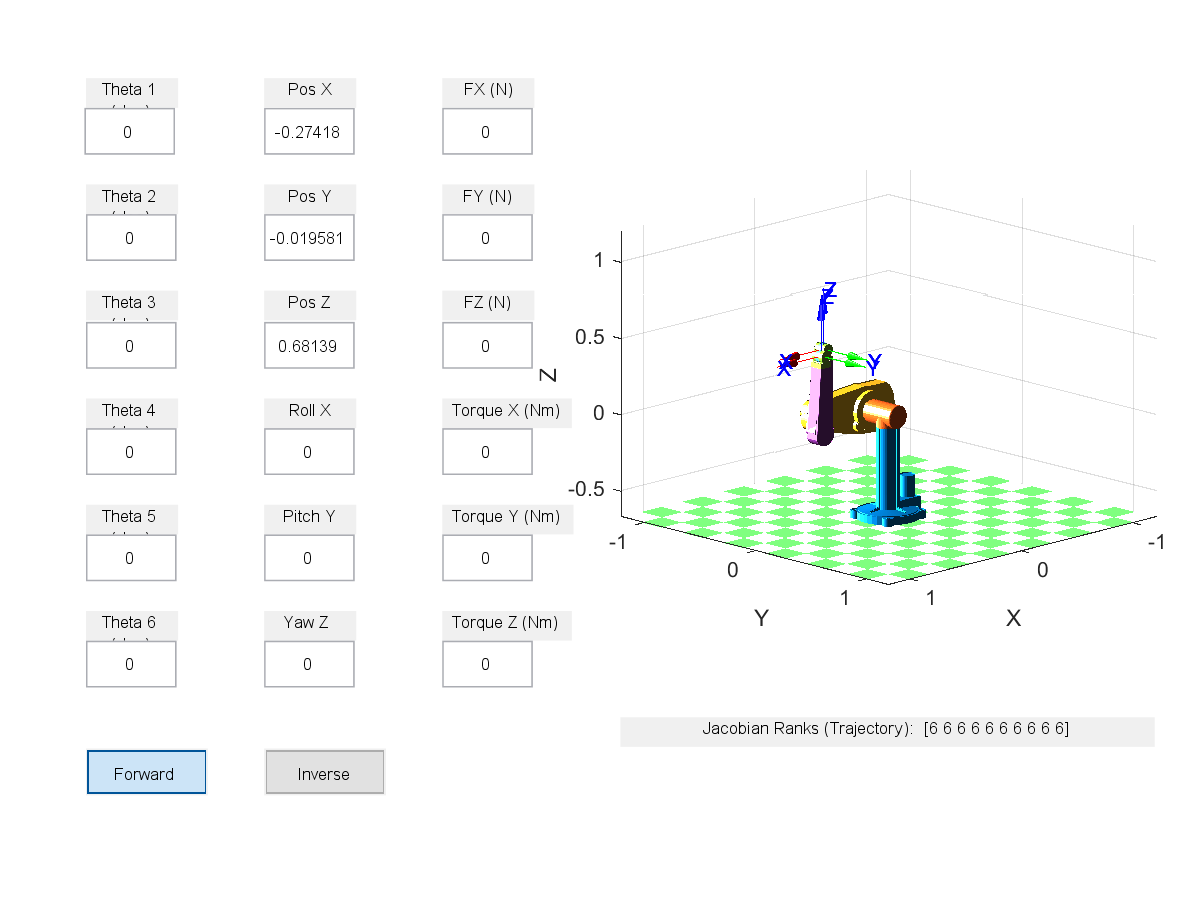 Theta 1
Pos X
FX (N)
0
-0.27418
0
Theta 2
Pos Y
FY (N)
0
-0.019581
0
Theta 3
Pos Z
FZ (N)
0
0.68139
0
Theta 4
Roll X
Torque X (Nm)
0
0
0
Theta 5
Pitch Y
Torque Y (Nm)
0
0
0
Theta 6
Yaw Z
Torque Z (Nm)
0
0
0
Forward
Inverse
1
0.5
0
-0.5
Z
-1
0
1
Y
1
0
-1
X
Z
X
X
Y
Y
Jacobian Ranks (Trajectory): [6 6 6 6 6 6 6 6 6 6]